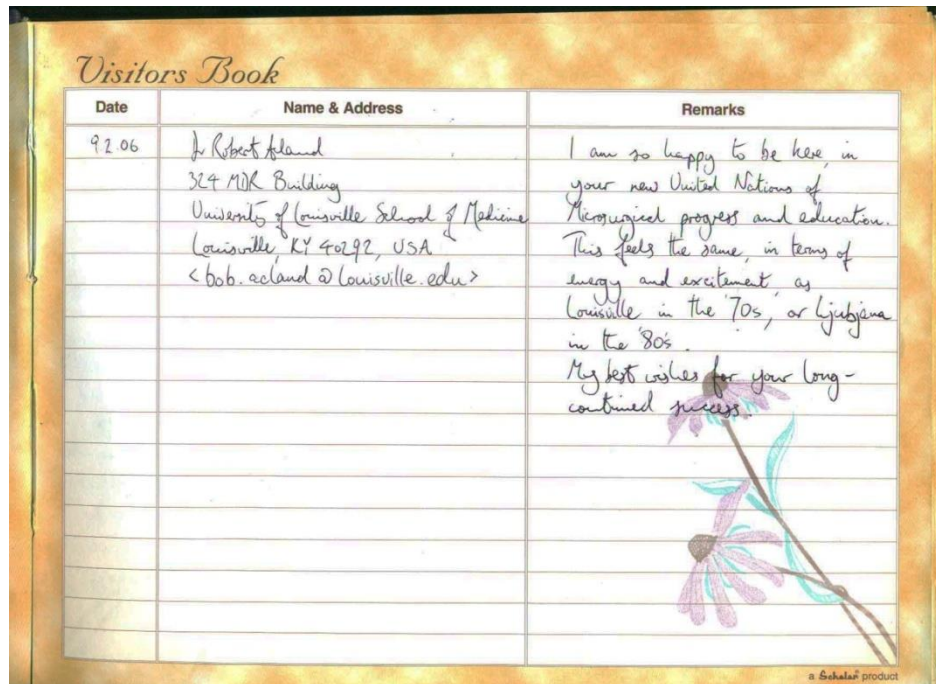 Visitors Book
Date Name & Address Remarks
9.2.06
Dr Robert Acland
324 MDR Building
University of Louisville School of Medicine
Louisville, KY 40292, USA
<bob.acland@louisville.edu>
I am so happy to be here, in
your new United Nations of
Microsurgical progress and education.
This feels the same, in terms of
energy and excitement, as
Louisville in the '70s, or Ljubjana
in the '80s.
My best wishes for your long-
continued success.
a Scholar product